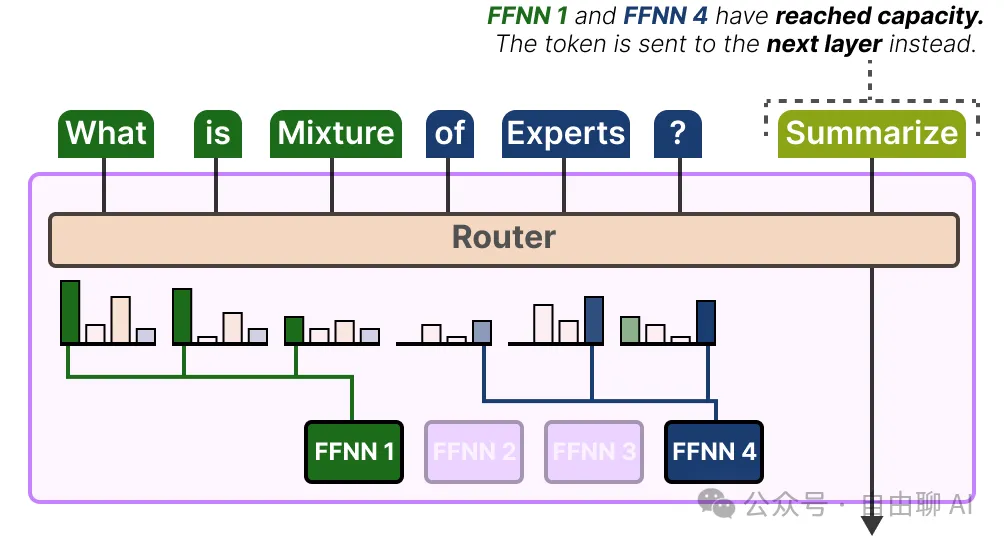 FFNN 1 and FFNN 4 have reached capacity.
The token is sent to the next layer instead.
What is Mixture of Experts ? Summarize
Router
FFNN 1 FFNN 2 FFNN 3 FFNN 4
公众号 · 自由聊 AI